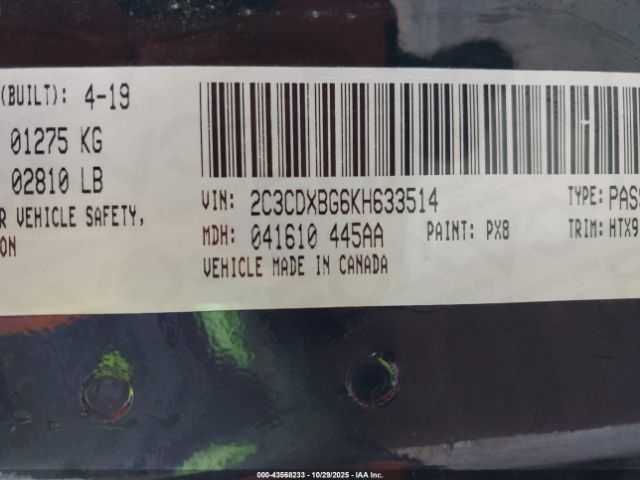 (BUILT): 4-19
01275 KG
02810 LB
R VEHICLE SAFETY,
ON
VIN: 2C3CDXBG6KH633514
TYPE: PASS
MDH: 041610 445AA
PAINT: PX8
TRIM: HTX9
VEHICLE MADE IN CANADA
000-43568233 - 10/29/2025 - IAA Inc.